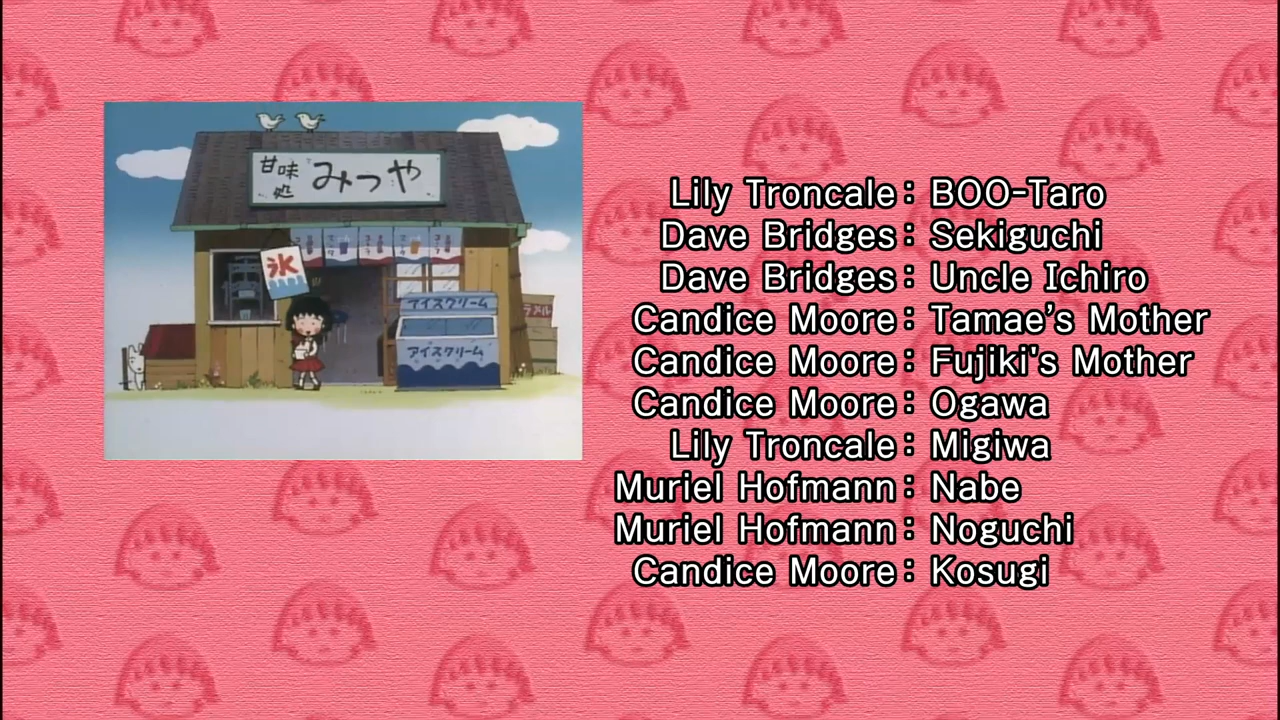 甘味処 みつや
氷
アイスクリーム
アイスクリーム
Lily Troncale: BOO-Taro
Dave Bridges: Sekiguchi
Dave Bridges: Uncle Ichiro
Candice Moore: Tamae’s Mother
Candice Moore: Fujiki's Mother
Candice Moore: Ogawa
Lily Troncale: Migiwa
Muriel Hofmann: Nabe
Muriel Hofmann: Noguchi
Candice Moore: Kosugi